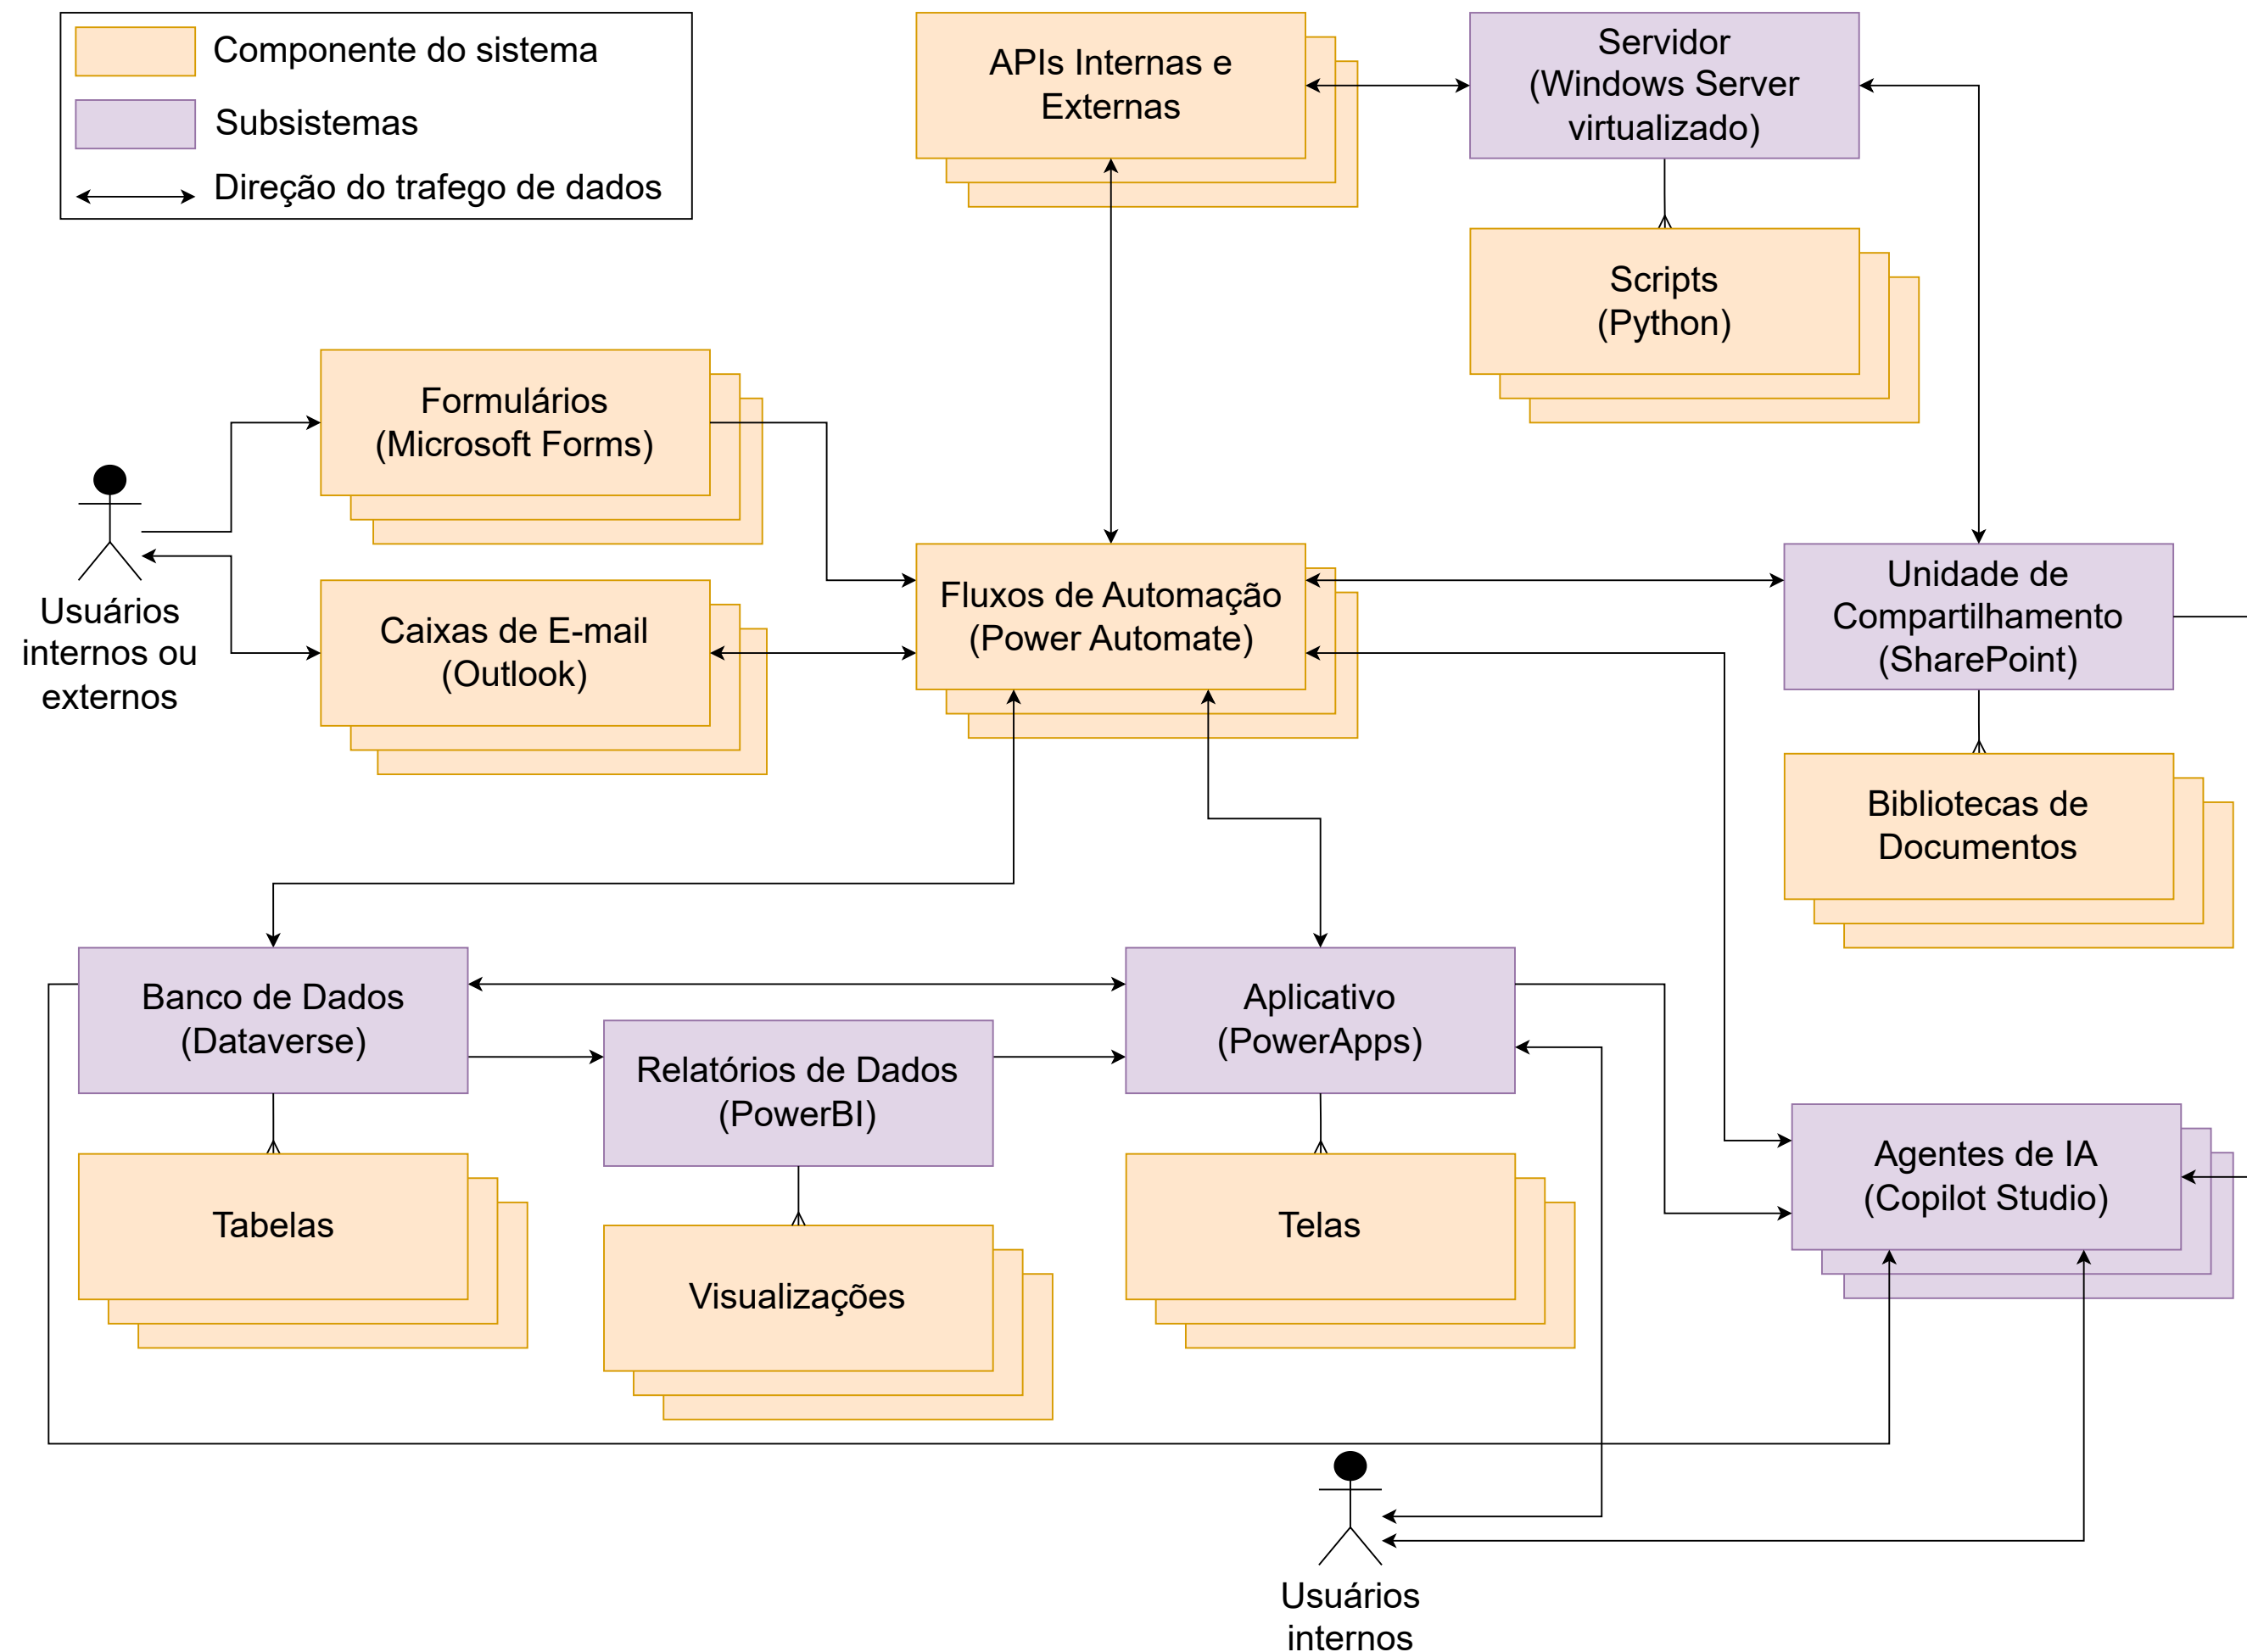 Componente do sistema
Subsistemas
Direção do trafego de dados
APIs Internas e
Externas
Servidor
(Windows Server
virtualizado)
Scripts
(Python)
Formulários
(Microsoft Forms)
Usuários
internos ou
externos
Caixas de E-mail
(Outlook)
Fluxos de Automação
(Power Automate)
Unidade de
Compartilhamento
(SharePoint)
Bibliotecas de
Documentos
Banco de Dados
(Dataverse)
Relatórios de Dados
(PowerBI)
Aplicativo
(PowerApps)
Agentes de IA
(Copilot Studio)
Tabelas
Visualizações
Telas
Usuários
internos